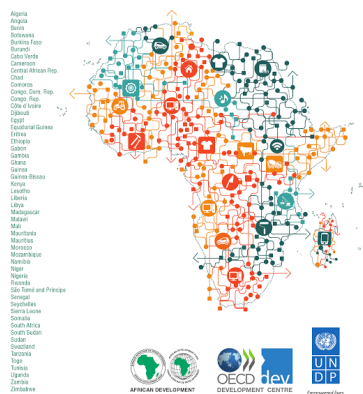 Algeria
Angola
Benin
Botswana
Burkina Faso
Burundi
Cabo Verde
Cameroon
Central African Rep.
Chad
Comoros
Congo, Dem. Rep.
Congo, Rep.
Côte d'Ivoire
Djibouti
Egypt
Equatorial Guinea
Eritrea
Ethiopia
Gabon
Gambia
Ghana
Guinea
Guinea-Bissau
Kenya
Lesotho
Liberia
Libya
Madagascar
Malawi
Mali
Mauritania
Mauritius
Morocco
Mozambique
Namibia
Niger
Nigeria
Rwanda
São Tomé and Príncipe
Senegal
Seychelles
Sierra Leone
Somalia
South Africa
South Sudan
Sudan
Swaziland
Tanzania
Togo
Tunisia
Uganda
Zambia
Zimbabwe
AFRICAN DEVELOPMENT
OECD dev
DEVELOPMENT CENTRE
U N
D P
Empowered lives.